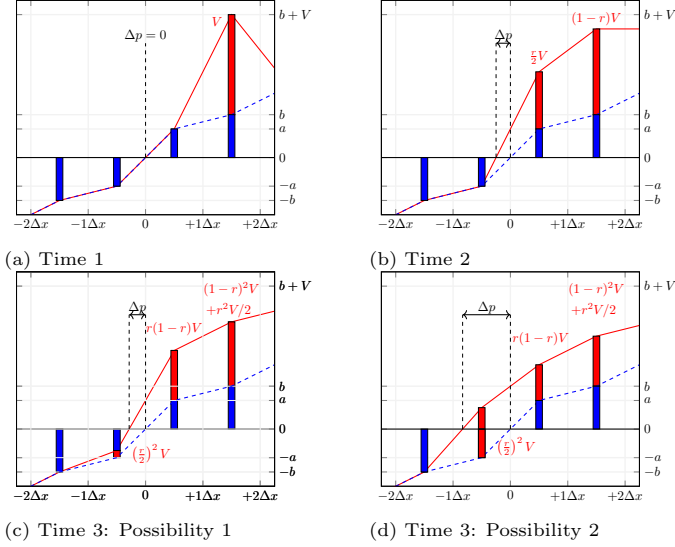 V
Δp = 0
b + V
b
a
0
−a
−b
−2Δx −1Δx 0 +1Δx +2Δx
(a) Time 1
Δp
r/2 V
(1−r)V
b + V
b
a
0
−a
−b
−2Δx −1Δx 0 +1Δx +2Δx
(b) Time 2
Δp
r(1−r)V
(1−r)²V
+r²V/2
(r/2)² V
b + V
b
a
0
−a
−b
−2Δx −1Δx 0 +1Δx +2Δx
(c) Time 3: Possibility 1
Δp
r(1−r)V
(1−r)²V
+r²V/2
(r/2)² V
b + V
b
a
0
−a
−b
−2Δx −1Δx 0 +1Δx +2Δx
(d) Time 3: Possibility 2